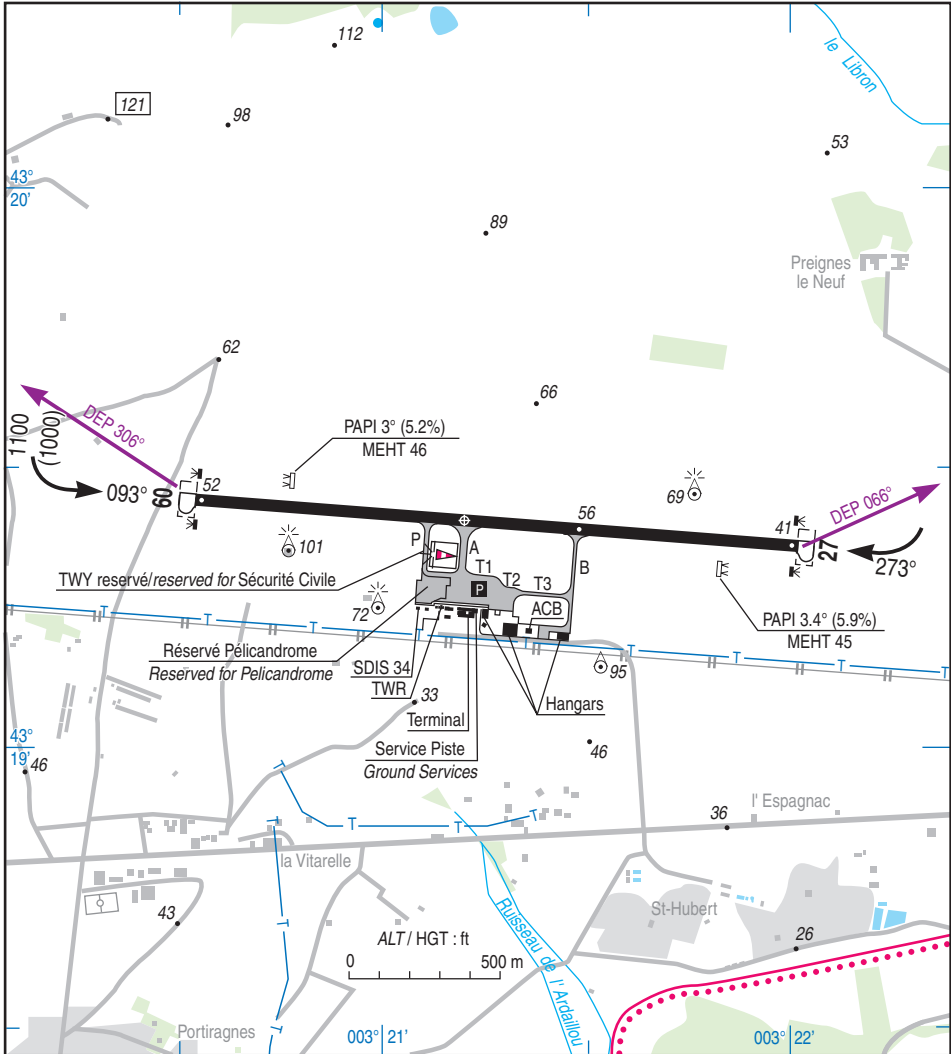 112
le Libron
121
98
53
43°
20'
89
Preignes
le Neuf
62
66
DEP 306°
1100
(1000)
PAPI 3° (5.2%)
MEHT 46
093°
09
52
69
DEP 066°
56
41
27
273°
101
P
A
T1
T2
T3
B
P
ACB
TWY reservé/reserved for Sécurité Civile
72
PAPI 3.4° (5.9%)
MEHT 45
T
T
T
T
T
T
T
Réservé Pélicandrome
Reserved for Pelicandrome
SDIS 34
TWR
95
33
Hangars
Terminal
43°
19'
46
Service Piste
Ground Services
46
T
T
T
T
l' Espagnac
36
T
la Vitarelle
St-Hubert
43
T
Ruisseau de l' Ardaillou
26
ALT / HGT : ft
0
500 m
T
Portiragnes
003° 21'
003° 22'